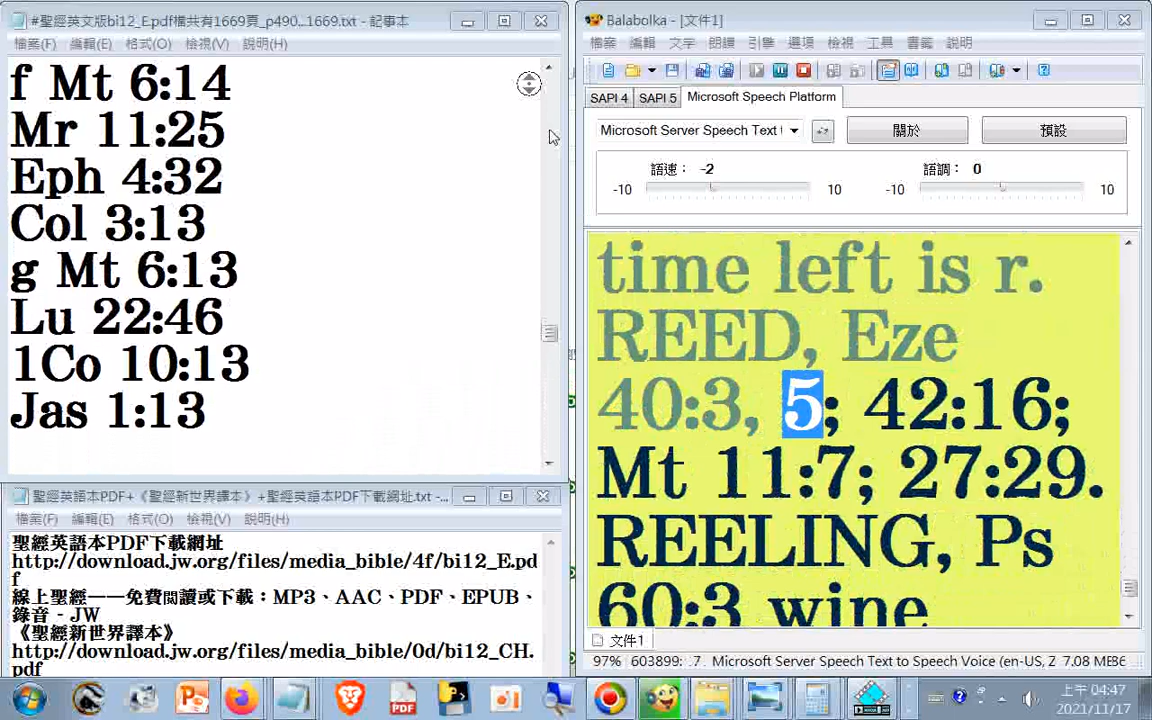 #聖經英文版bi12_E.pdf檔共有1669頁_p490...1669.txt - 記事本
檔案(F) 編輯(E) 格式(O) 檢視(V) 說明(H)
f Mt 6:14
Mr 11:25
Eph 4:32
Col 3:13
g Mt 6:13
Lu 22:46
1Co 10:13
Jas 1:13
聖經英語本PDF+《聖經新世界譯本》+聖經英語本PDF下載網址.txt -...
檔案(F) 編輯(E) 格式(O) 檢視(V) 說明(H)
聖經英語本PDF下載網址
http://download.jw.org/files/media_bible/4f/bi12_E.pd
f
線上聖經——免費閱讀或下載：MP3、AAC、PDF、EPUB、
錄音 - JW
《聖經新世界譯本》
http://download.jw.org/files/media_bible/0d/bi12_CH.
pdf
Balabolka - [文件1]
檔案 編輯 文字 朗讀 引擎 選項 檢視 工具 書籤 說明
SAPI 4 SAPI 5 Microsoft Speech Platform
Microsoft Server Speech Text 關於 預設
語速： -2 語調： 0
-10 10 -10 10
time left is r.
REED, Eze
40:3, 5; 42:16;
Mt 11:7; 27:29.
REELING, Ps
60:3 wine
文件1
97% 603899: .7 Microsoft Server Speech Text to Speech Voice (en-US, Z 7.08 MB
PDF
上午 04:47
2021/11/17